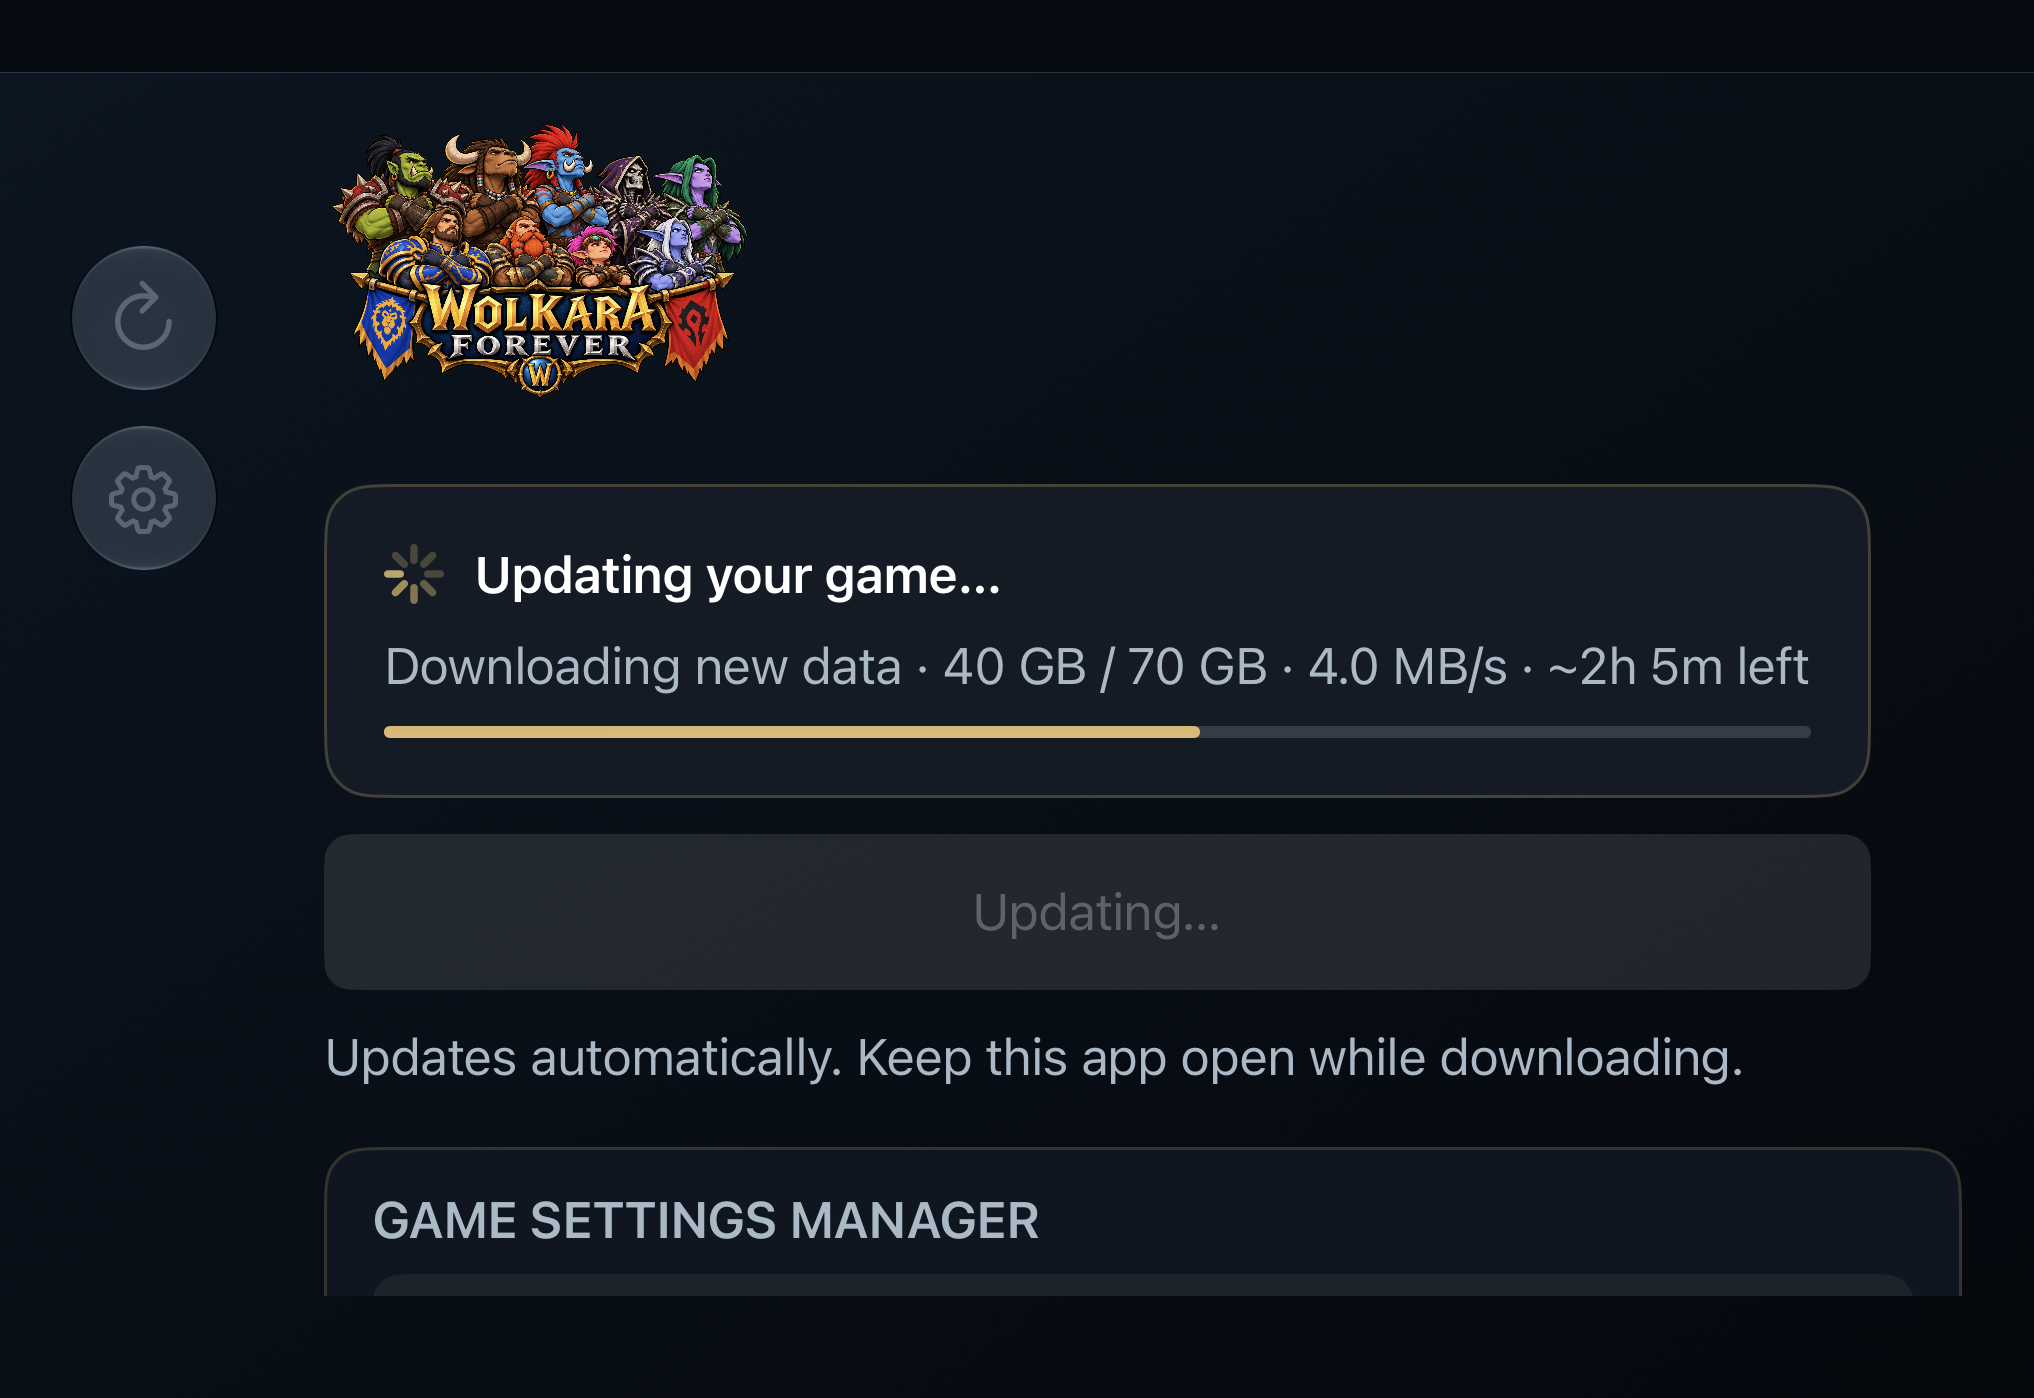 WOLKARA
FOREVER
W
Updating your game...
Downloading new data · 40 GB / 70 GB · 4.0 MB/s · ~2h 5m left
Updating...
Updates automatically. Keep this app open while downloading.
GAME SETTINGS MANAGER